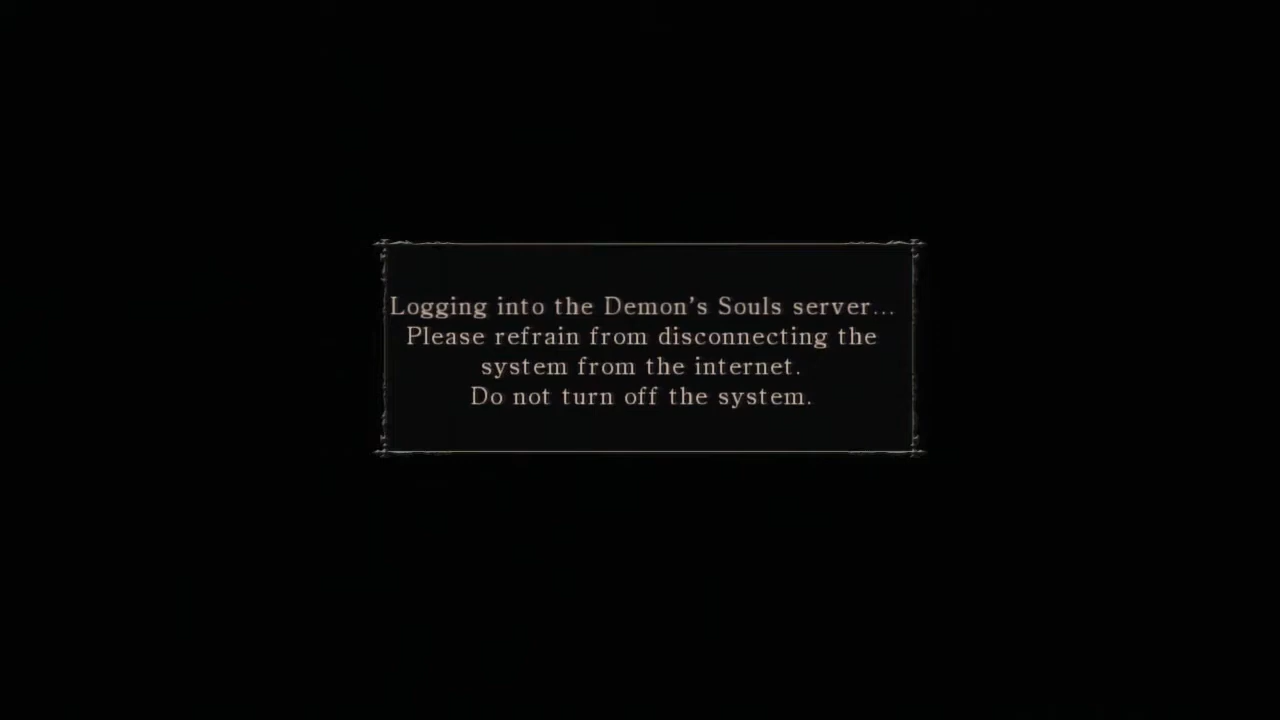 Logging into the Demon's Souls server...
Please refrain from disconnecting the
system from the internet.
Do not turn off the system.